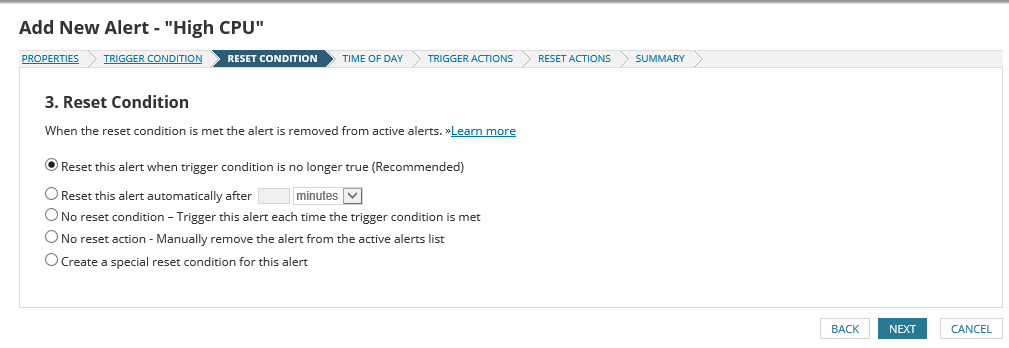 Add New Alert - "High CPU"
PROPERTIES TRIGGER CONDITION RESET CONDITION TIME OF DAY TRIGGER ACTIONS RESET ACTIONS SUMMARY
3. Reset Condition
When the reset condition is met the alert is removed from active alerts. »Learn more
Reset this alert when trigger condition is no longer true (Recommended)
Reset this alert automatically after minutes
No reset condition – Trigger this alert each time the trigger condition is met
No reset action - Manually remove the alert from the active alerts list
Create a special reset condition for this alert
BACK NEXT CANCEL